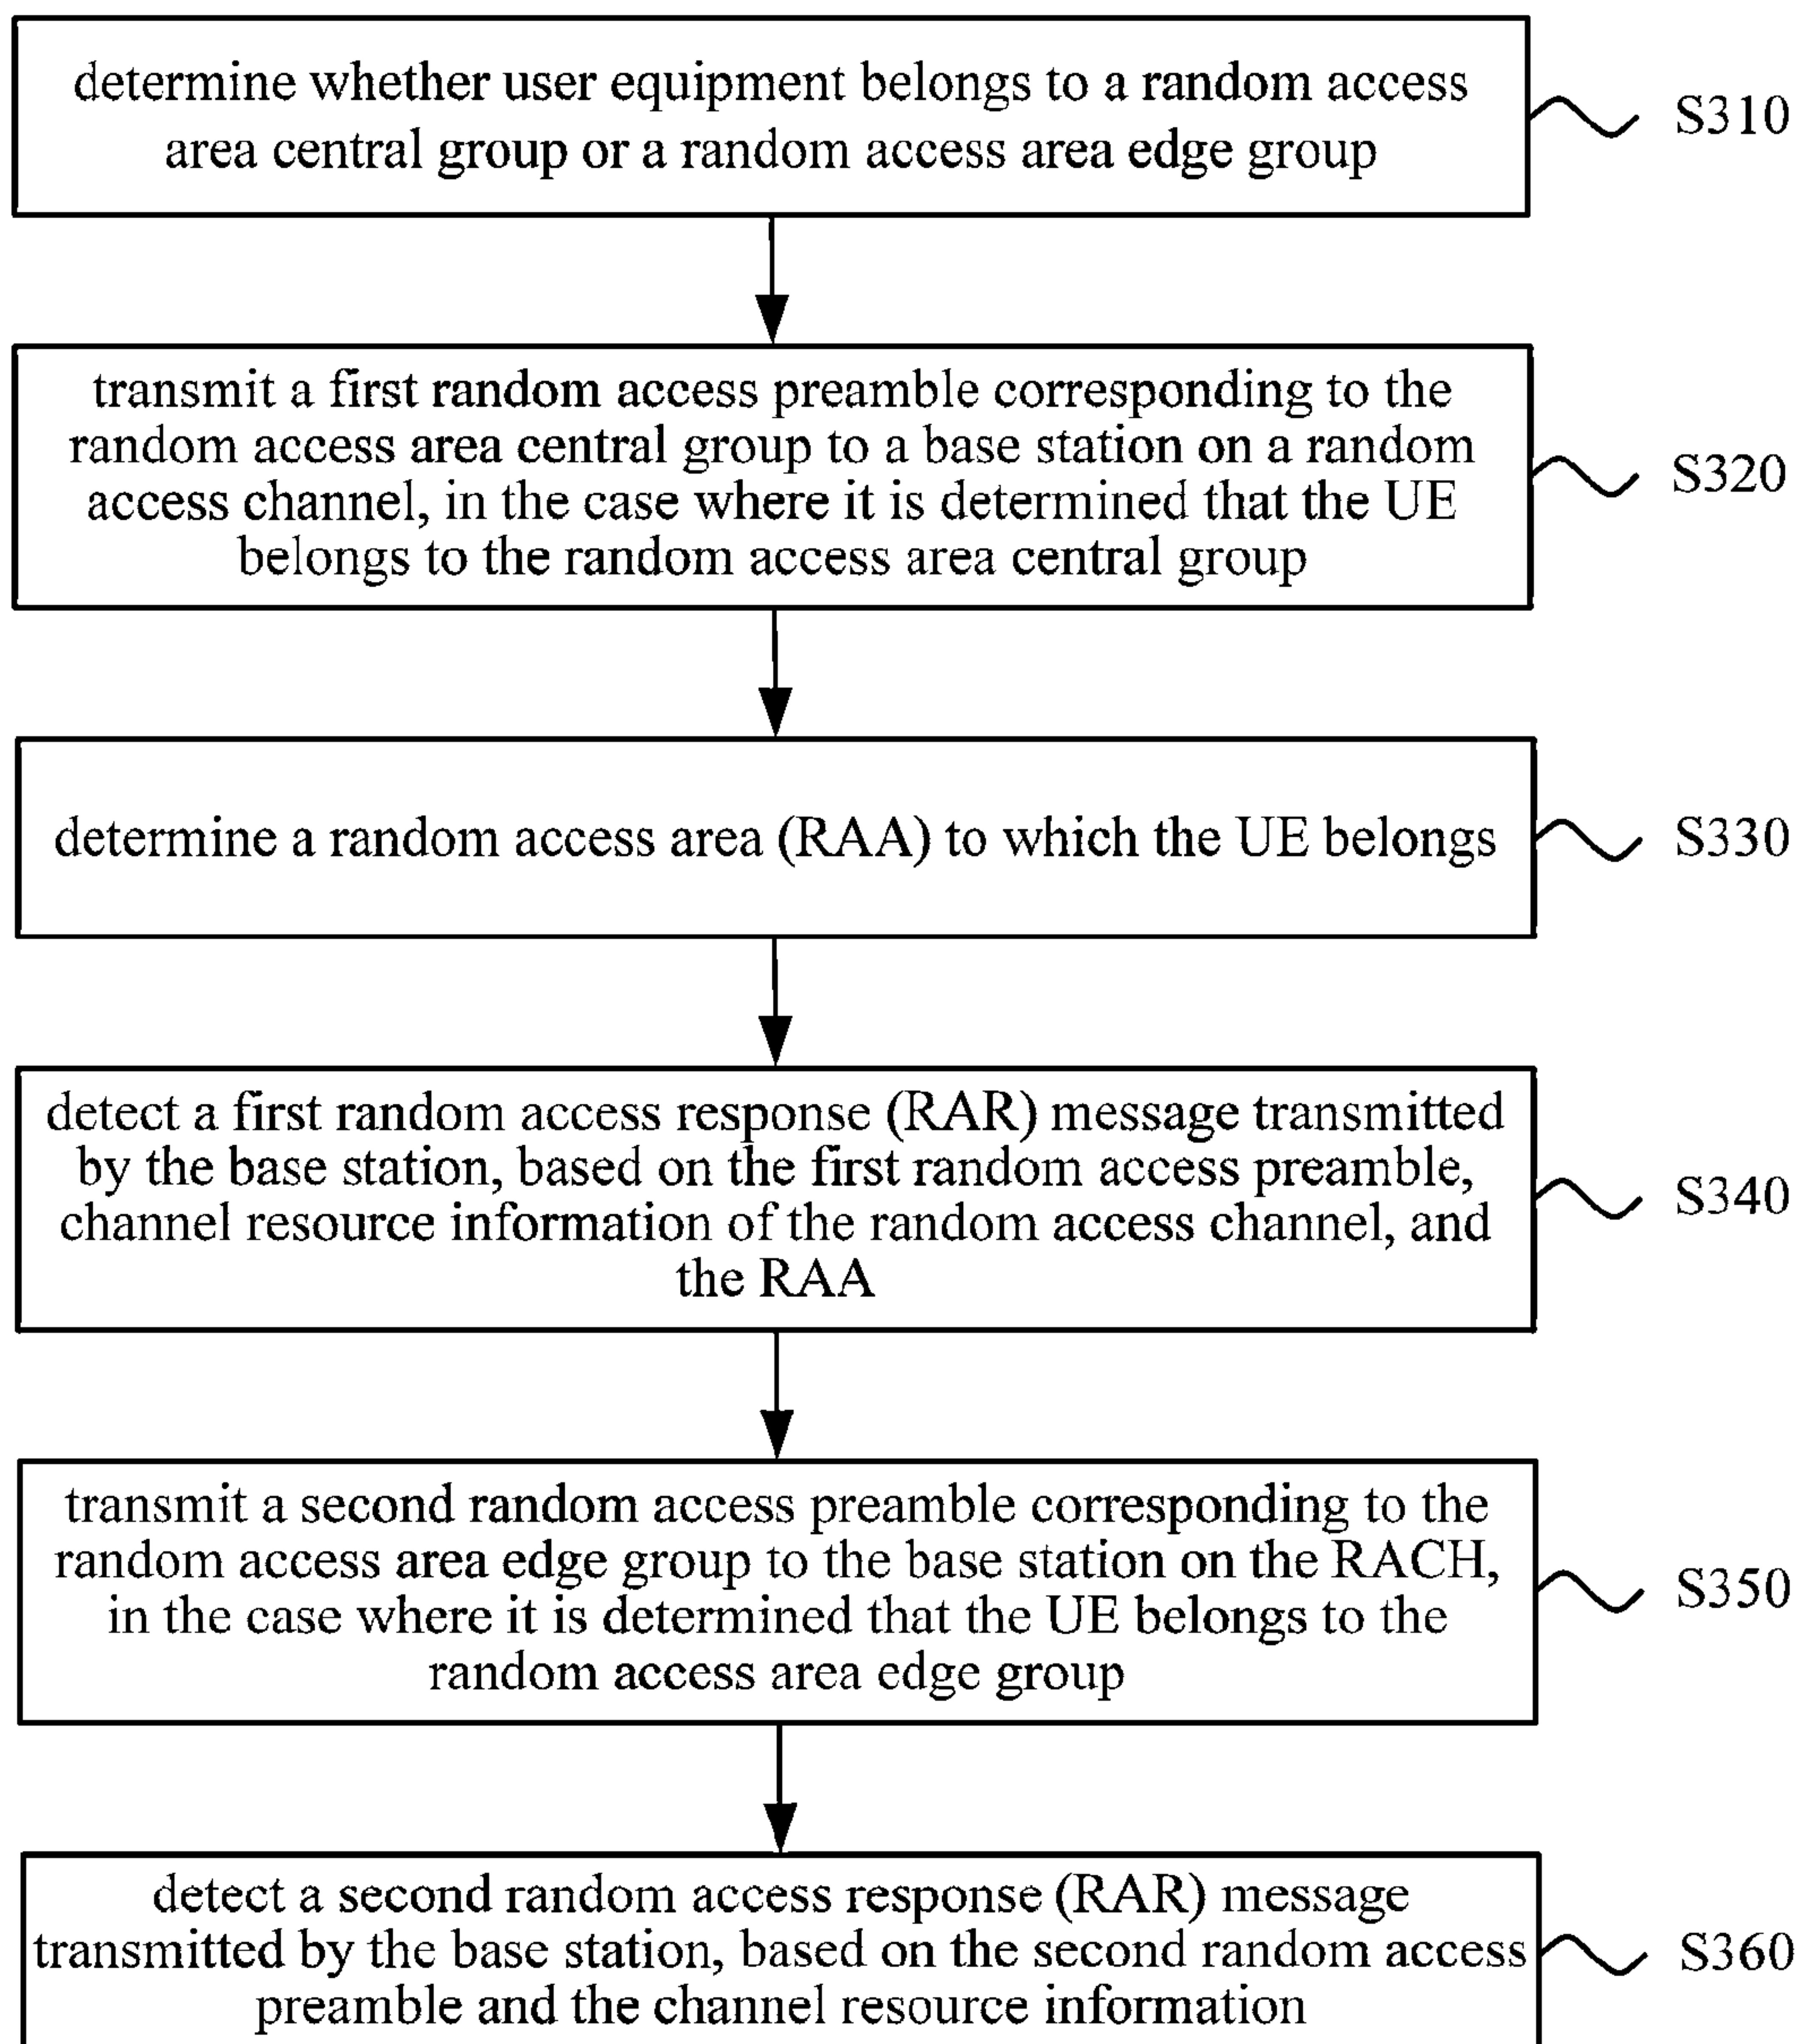 determine whether user equipment belongs to a random access
area central group or a random access area edge group
S310
transmit a first random access preamble corresponding to the
random access area central group to a base station on a random
access channel, in the case where it is determined that the UE
belongs to the random access area central group
S320
determine a random access area (RAA) to which the UE belongs
S330
detect a first random access response (RAR) message transmitted
by the base station, based on the first random access preamble,
channel resource information of the random access channel, and
the RAA
S340
transmit a second random access preamble corresponding to the
random access area edge group to the base station on the RACH,
in the case where it is determined that the UE belongs to the
random access area edge group
S350
detect a second random access response (RAR) message
transmitted by the base station, based on the second random access
preamble and the channel resource information
S360